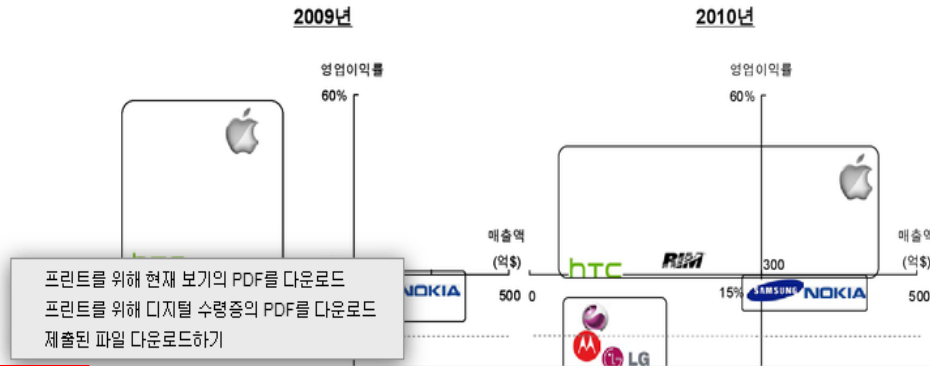 2009년
2010년
영업이익률
영업이익률
60%
60%
매출액
(억$)
매출액
(억$)
hTC
RIM
300
프린트를 위해 현재 보기의 PDF를 다운로드
프린트를 위해 디지털 수령증의 PDF를 다운로드
제출된 파일 다운로드하기
NOKIA
500
0
15%
SAMSUNG
NOKIA
500
LG